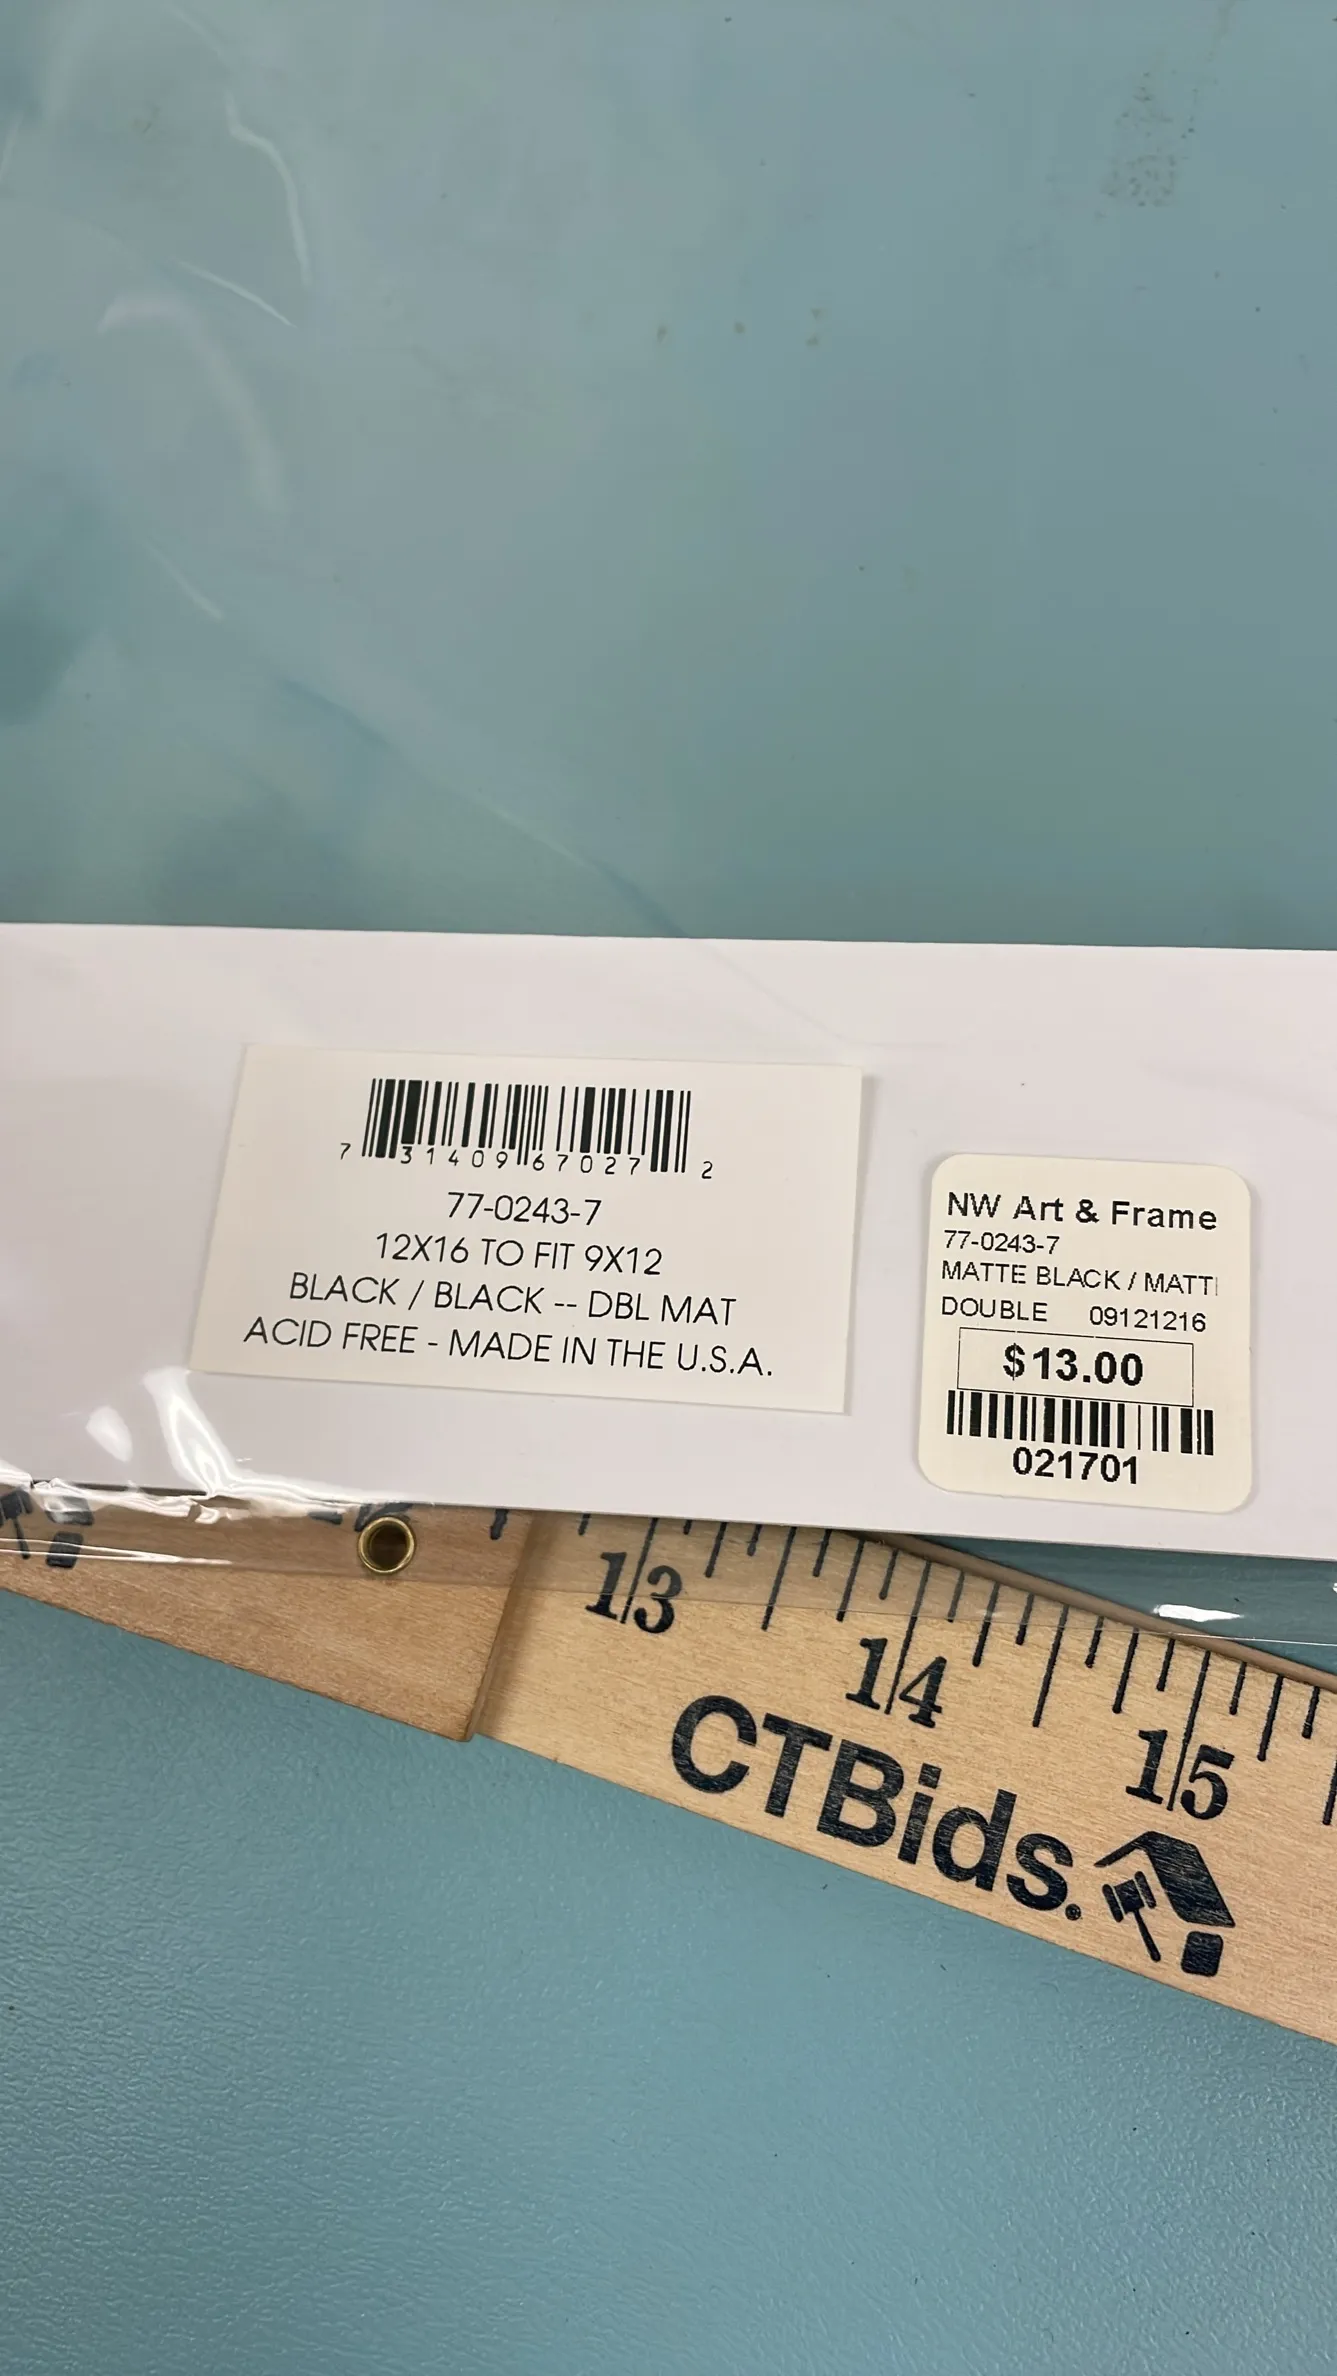 7 31409 67027 2
77-0243-7
12X16 TO FIT 9X12
BLACK / BLACK -- DBL MAT
ACID FREE - MADE IN THE U.S.A.
NW Art & Frame
77-0243-7
MATTE BLACK / MATT
DOUBLE 09121216
$13.00
021701
13
14
15
CTBids.